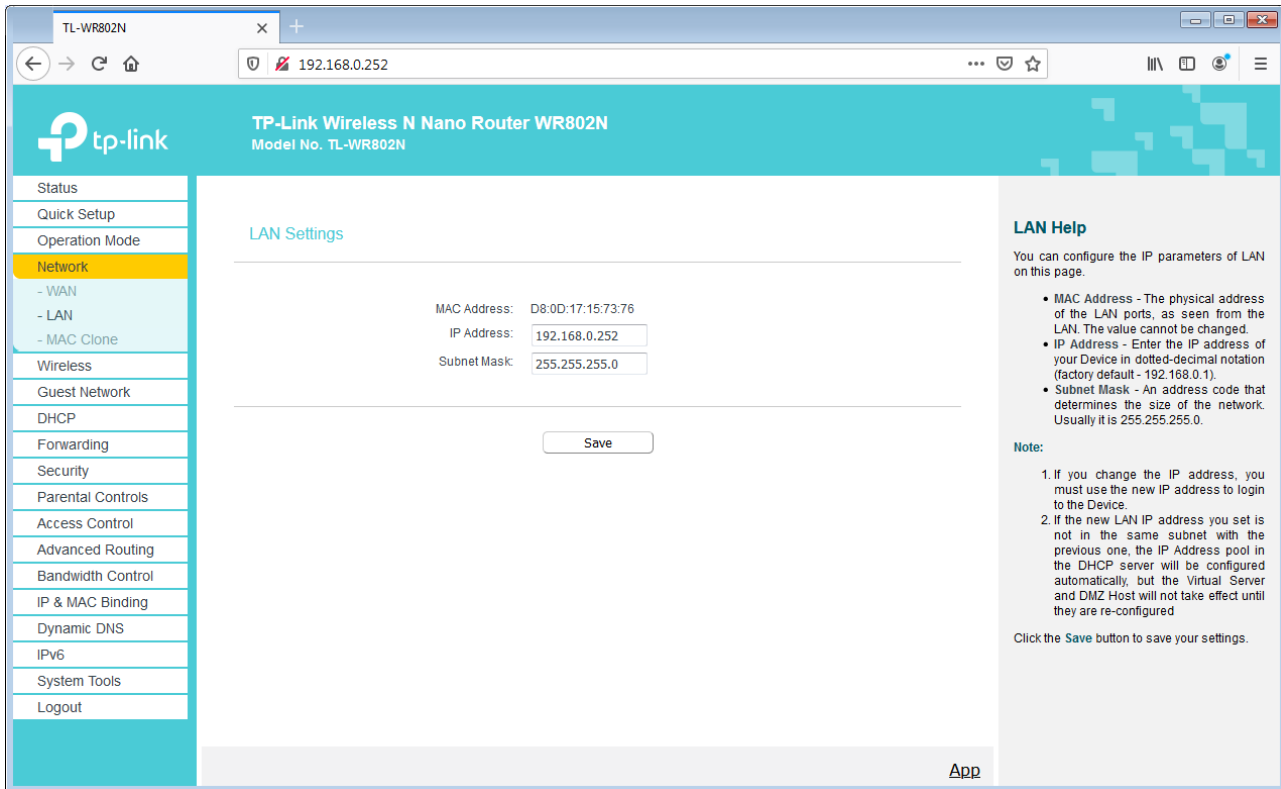 TL-WR802N
192.168.0.252
tp-link
TP-Link Wireless N Nano Router WR802N
Model No. TL-WR802N
Status
Quick Setup
Operation Mode
Network
- WAN
- LAN
- MAC Clone
Wireless
Guest Network
DHCP
Forwarding
Security
Parental Controls
Access Control
Advanced Routing
Bandwidth Control
IP & MAC Binding
Dynamic DNS
IPv6
System Tools
Logout
LAN Settings
MAC Address: D8:0D:17:15:73:76
IP Address: 192.168.0.252
Subnet Mask: 255.255.255.0
Save
App
LAN Help
You can configure the IP parameters of LAN
on this page.
• MAC Address - The physical address
of the LAN ports, as seen from the
LAN. The value cannot be changed.
• IP Address - Enter the IP address of
your Device in dotted-decimal notation
(factory default - 192.168.0.1).
• Subnet Mask - An address code that
determines the size of the network.
Usually it is 255.255.255.0.
Note:
1. If you change the IP address, you
must use the new IP address to login
to the Device.
2. If the new LAN IP address you set is
not in the same subnet with the
previous one, the IP Address pool in
the DHCP server will be configured
automatically, but the Virtual Server
and DMZ Host will not take effect until
they are re-configured
Click the Save button to save your settings.